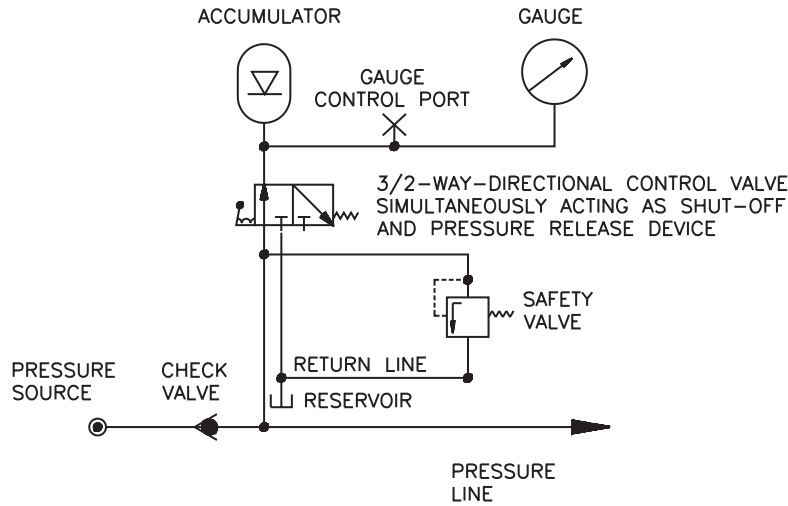 ACCUMULATOR
GAUGE
GAUGE
CONTROL PORT
3/2-WAY-DIRECTIONAL CONTROL VALVE
SIMULTANEOUSLY ACTING AS SHUT-OFF
AND PRESSURE RELEASE DEVICE
SAFETY
VALVE
PRESSURE
SOURCE
CHECK
VALVE
RETURN LINE
RESERVOIR
PRESSURE
LINE